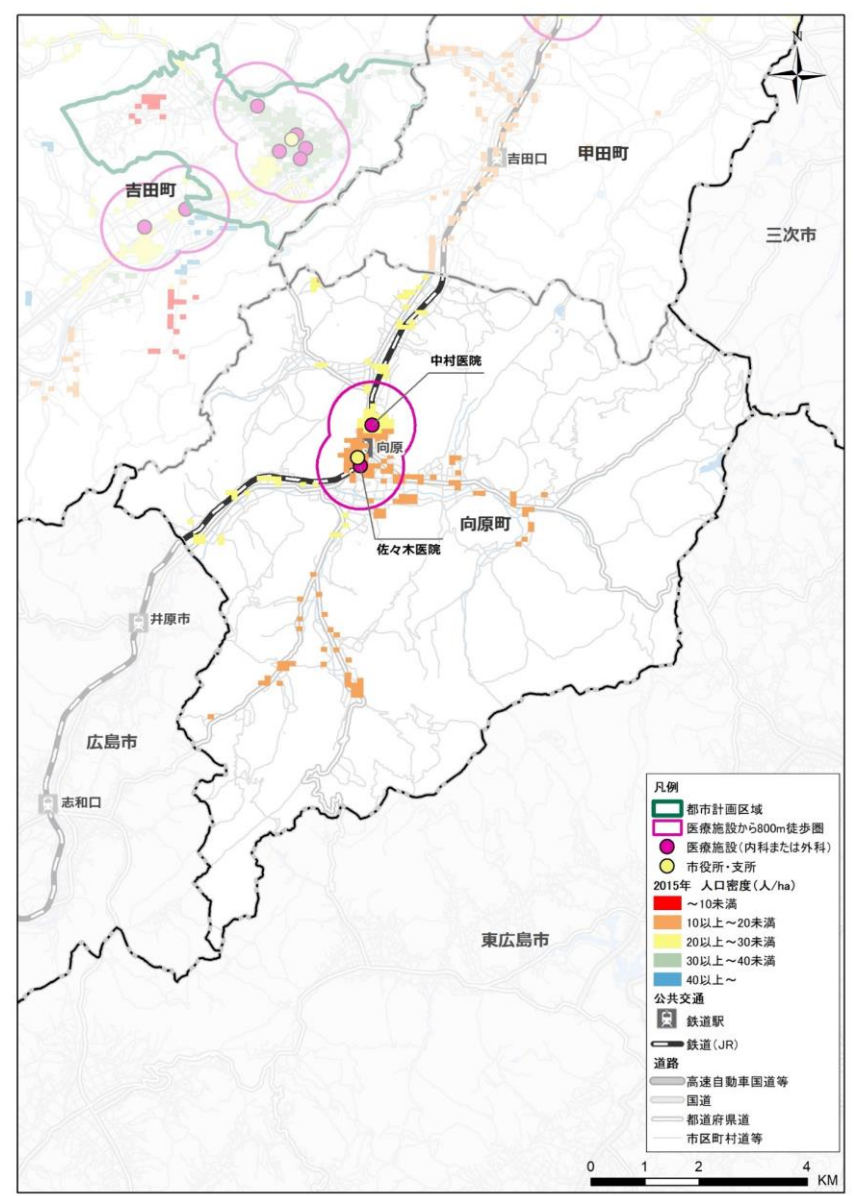 N
吉田口
甲田町
吉田町
三次市
中村医院
向原
向原町
佐々木医院
井原市
広島市
志和口
東広島市
凡例
都市計画区域
医療施設から800m徒歩圏
医療施設(内科または外科)
市役所・支所
2015年 人口密度(人/ha)
～10未満
10以上～20未満
20以上～30未満
30以上～40未満
40以上～
公共交通
鉄道駅
鉄道(JR)
道路
高速自動車国道等
国道
都道府県道
市区町村道等
0 1 2 4
KM